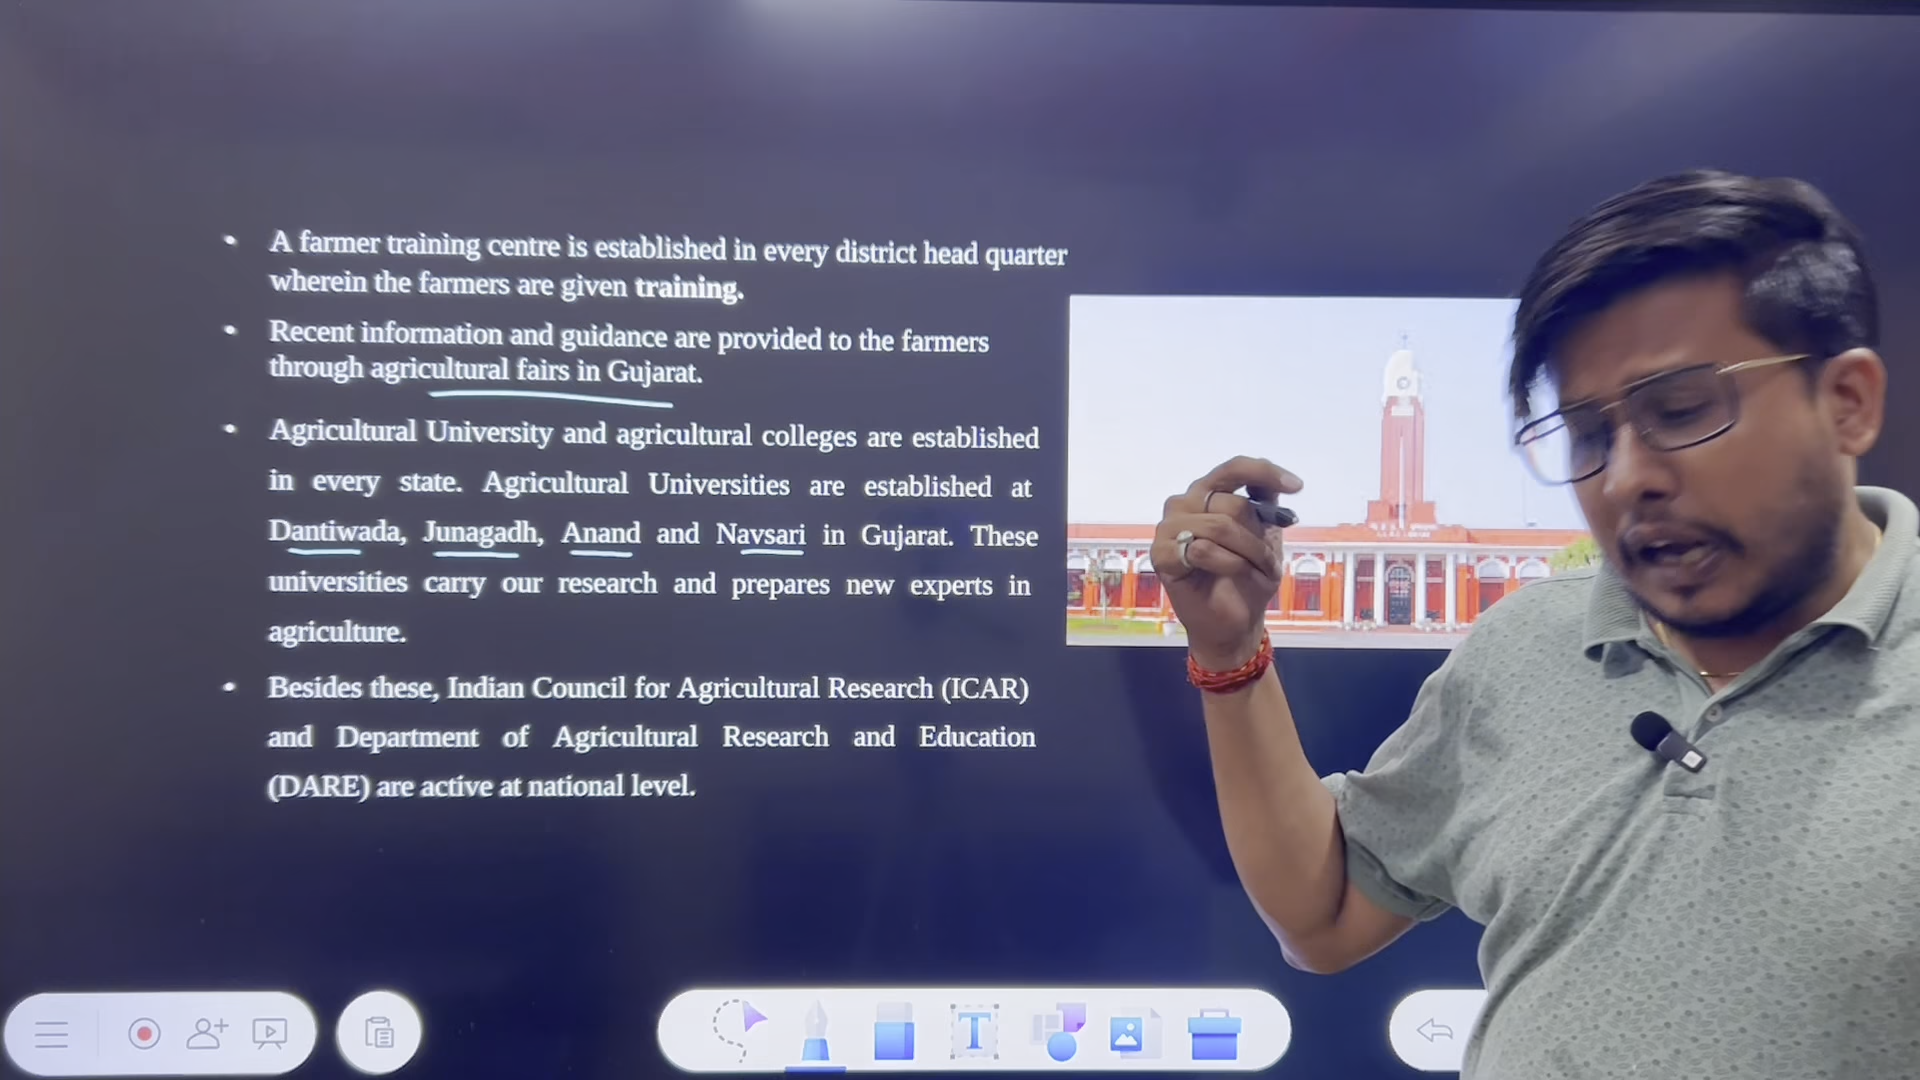 • A farmer training centre is established in every district head quarter
wherein the farmers are given training.
• Recent information and guidance are provided to the farmers
through agricultural fairs in Gujarat.
• Agricultural University and agricultural colleges are established
in every state. Agricultural Universities are established at
Dantiwada, Junagadh, Anand and Navsari in Gujarat. These
universities carry our research and prepares new experts in
agriculture.
• Besides these, Indian Council for Agricultural Research (ICAR)
and Department of Agricultural Research and Education
(DARE) are active at national level.
T